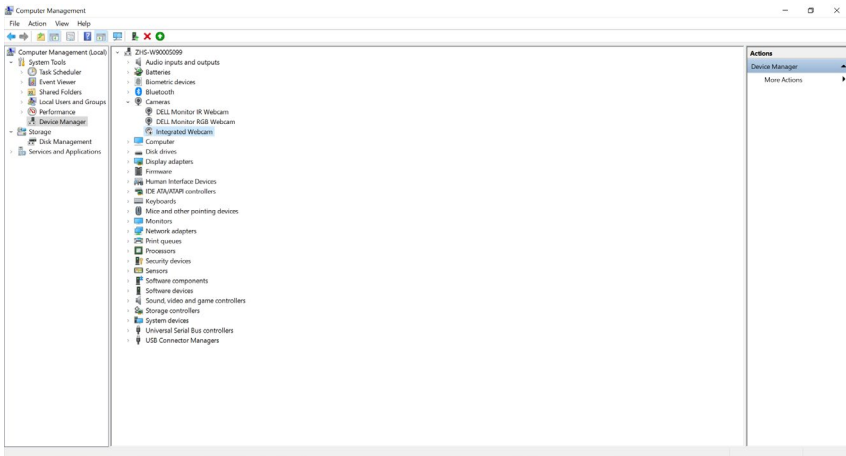 Computer Management
File Action View Help
Computer Management (Local)
System Tools
Task Scheduler
Event Viewer
Shared Folders
Local Users and Groups
Performance
Device Manager
Storage
Disk Management
Services and Applications
ZHS-W90005099
Audio inputs and outputs
Batteries
Biometric devices
Bluetooth
Cameras
DELL Monitor IR Webcam
DELL Monitor RGB Webcam
Integrated Webcam
Computer
Disk drives
Display adapters
Firmware
Human Interface Devices
IDE ATA/ATAPI controllers
Keyboards
Mice and other pointing devices
Monitors
Network adapters
Print queues
Processors
Security devices
Sensors
Software components
Software devices
Sound, video and game controllers
Storage controllers
System devices
Universal Serial Bus controllers
USB Connector Managers
Actions
Device Manager
More Actions